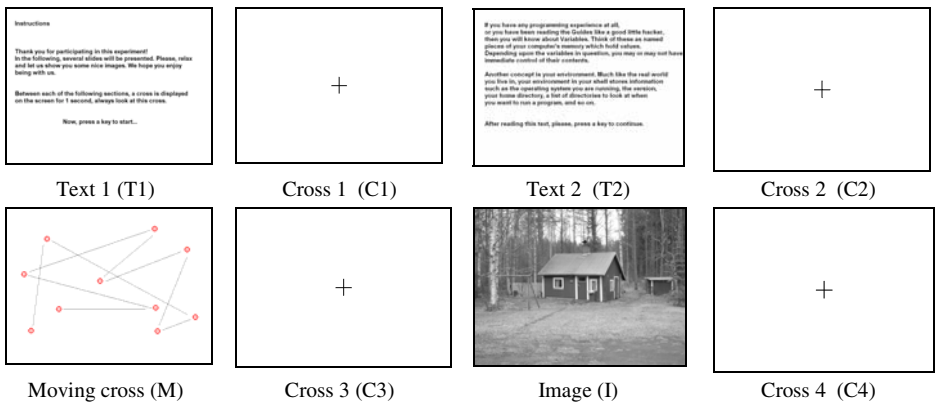 Instructions
Thank you for participating in this experiment!
In the following, several slides will be presented. Please, relax
and let us show you some nice images. We hope you enjoy
being with us.
Between each of the following sections, a cross is displayed
on the screen for 1 second, always look at this cross.
Now, press a key to start...
Text 1 (T1)
Cross 1 (C1)
If you have any programming experience at all,
or you have been reading the Guides like a good little hacker,
then you will know about Variables. Think of these as named
pieces of your computer's memory which hold values.
Depending upon the variables in question, you may or may not have
immediate control of their contents.
Another concept is your environment. Much like the real world
you live in, your environment in your shell stores information
such as the operating system you are running, the version,
your home directory, a list of directories to look at when
you want to run a program, and so on.
After reading this text, please, press a key to continue.
Text 2 (T2)
Cross 2 (C2)
Moving cross (M)
Cross 3 (C3)
Image (I)
Cross 4 (C4)